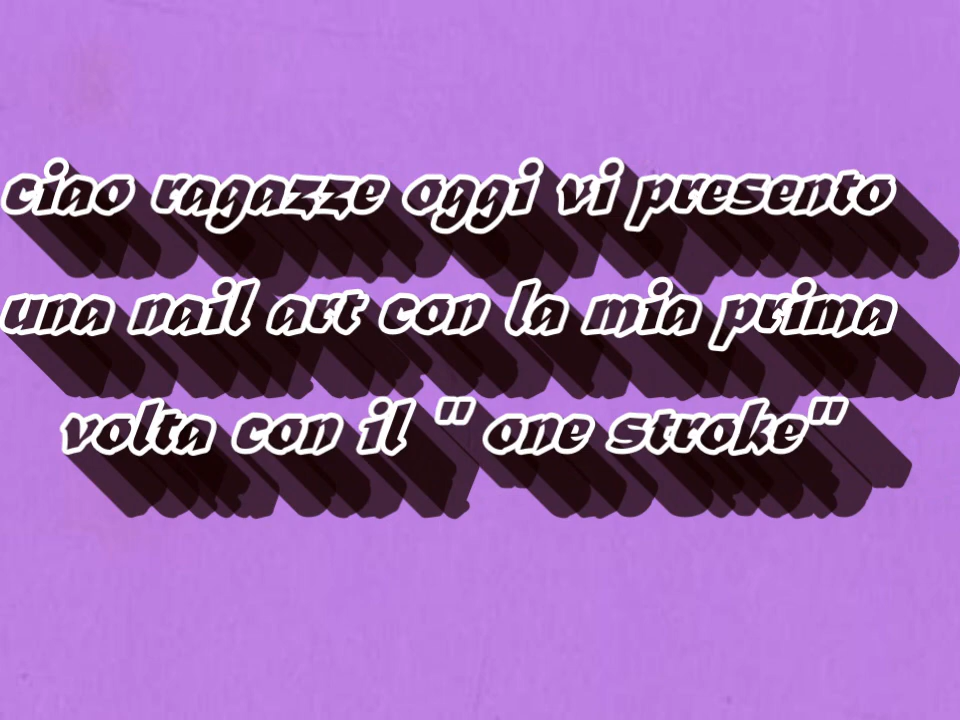 ciao ragazze oggi vi presento
una nail art con la mia prima
volta con il " one stroke"